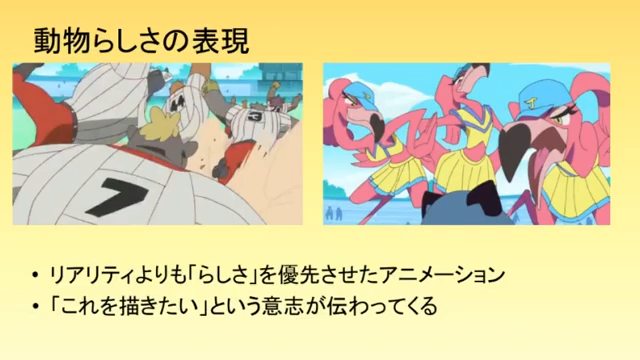 動物らしさの表現
7
• リアリティよりも「らしさ」を優先させたアニメーション
• 「これを描きたい」という意志が伝わってくる